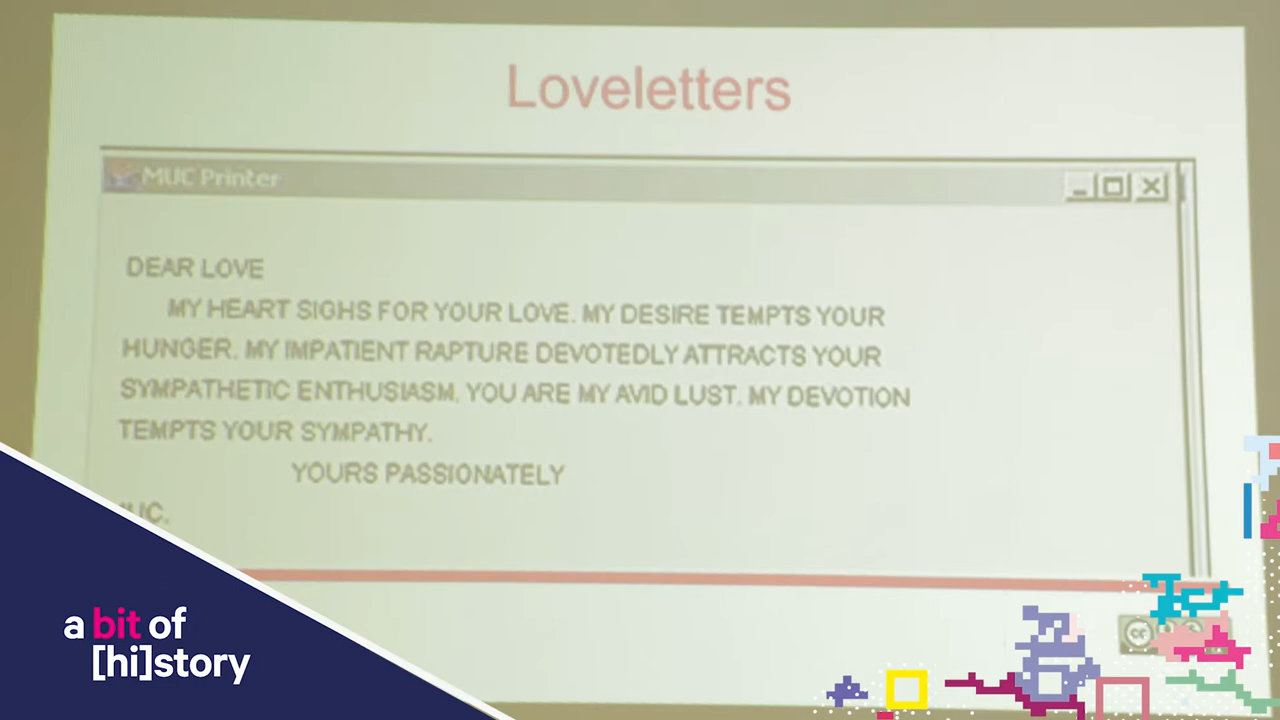 Loveletters
MUC Printer
DEAR LOVE
MY HEART SIGHS FOR YOUR LOVE. MY DESIRE TEMPTS YOUR
HUNGER. MY IMPATIENT RAPTURE DEVOTEDLY ATTRACTS YOUR
SYMPATHETIC ENTHUSIASM. YOU ARE MY AVID LUST. MY DEVOTION
TEMPTS YOUR SYMPATHY.
YOURS PASSIONATELY
UC.
a bit of
[hi]story
cc